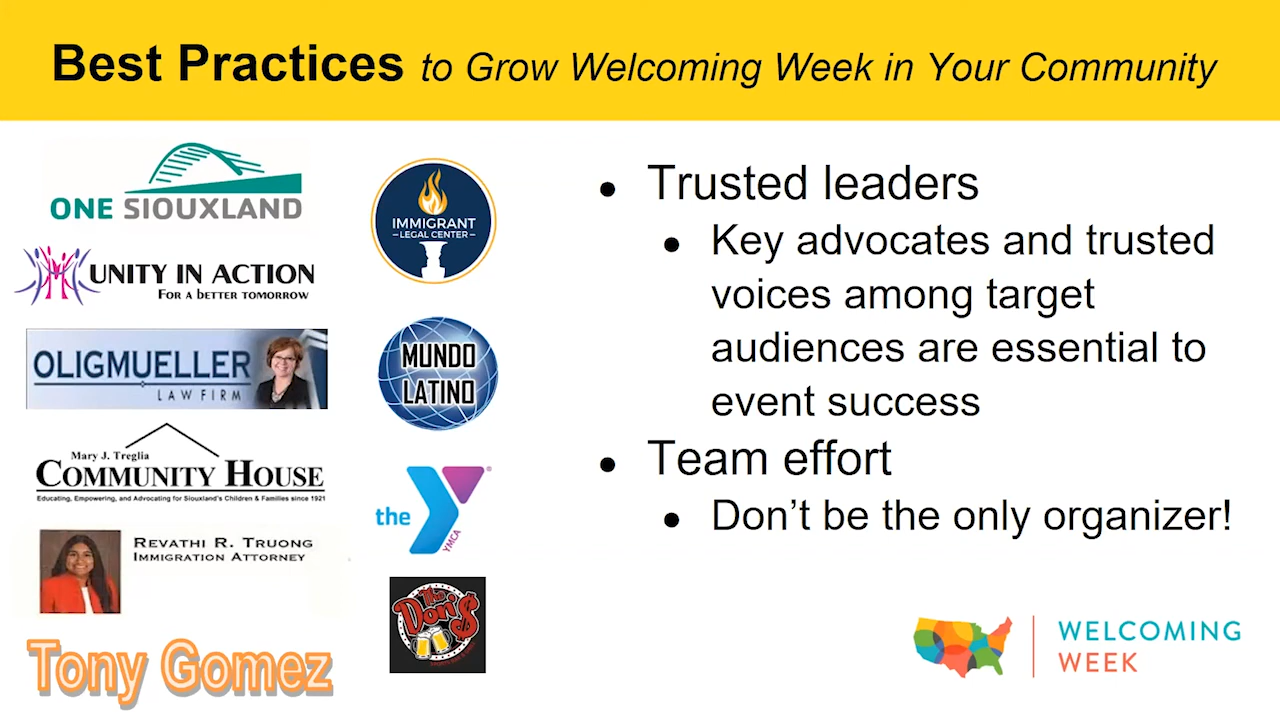 Best Practices to Grow Welcoming Week in Your Community
ONE SIOUXLAND
UNITY IN ACTION
FOR A BETTER TOMORROW
OLIGMUELLER
LAW FIRM
Mary J. Treglia
COMMUNITY HOUSE
Educating, Empowering, and Advocating for Siouxland's Children & Families since 1921
REVATHI R. TRUONG
IMMIGRATION ATTORNEY
Tony Gomez
IMMIGRANT
LEGAL CENTER
MUNDO
LATINO
the
YMCA
The
Don's
● Trusted leaders
● Key advocates and trusted
voices among target
audiences are essential to
event success
● Team effort
● Don't be the only organizer!
WELCOMING
WEEK